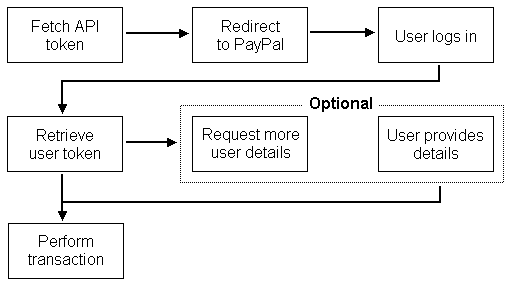 Fetch API
token
Redirect
to PayPal
User logs in
Optional
Retrieve
user token
Request more
user details
User provides
details
Perform
transaction